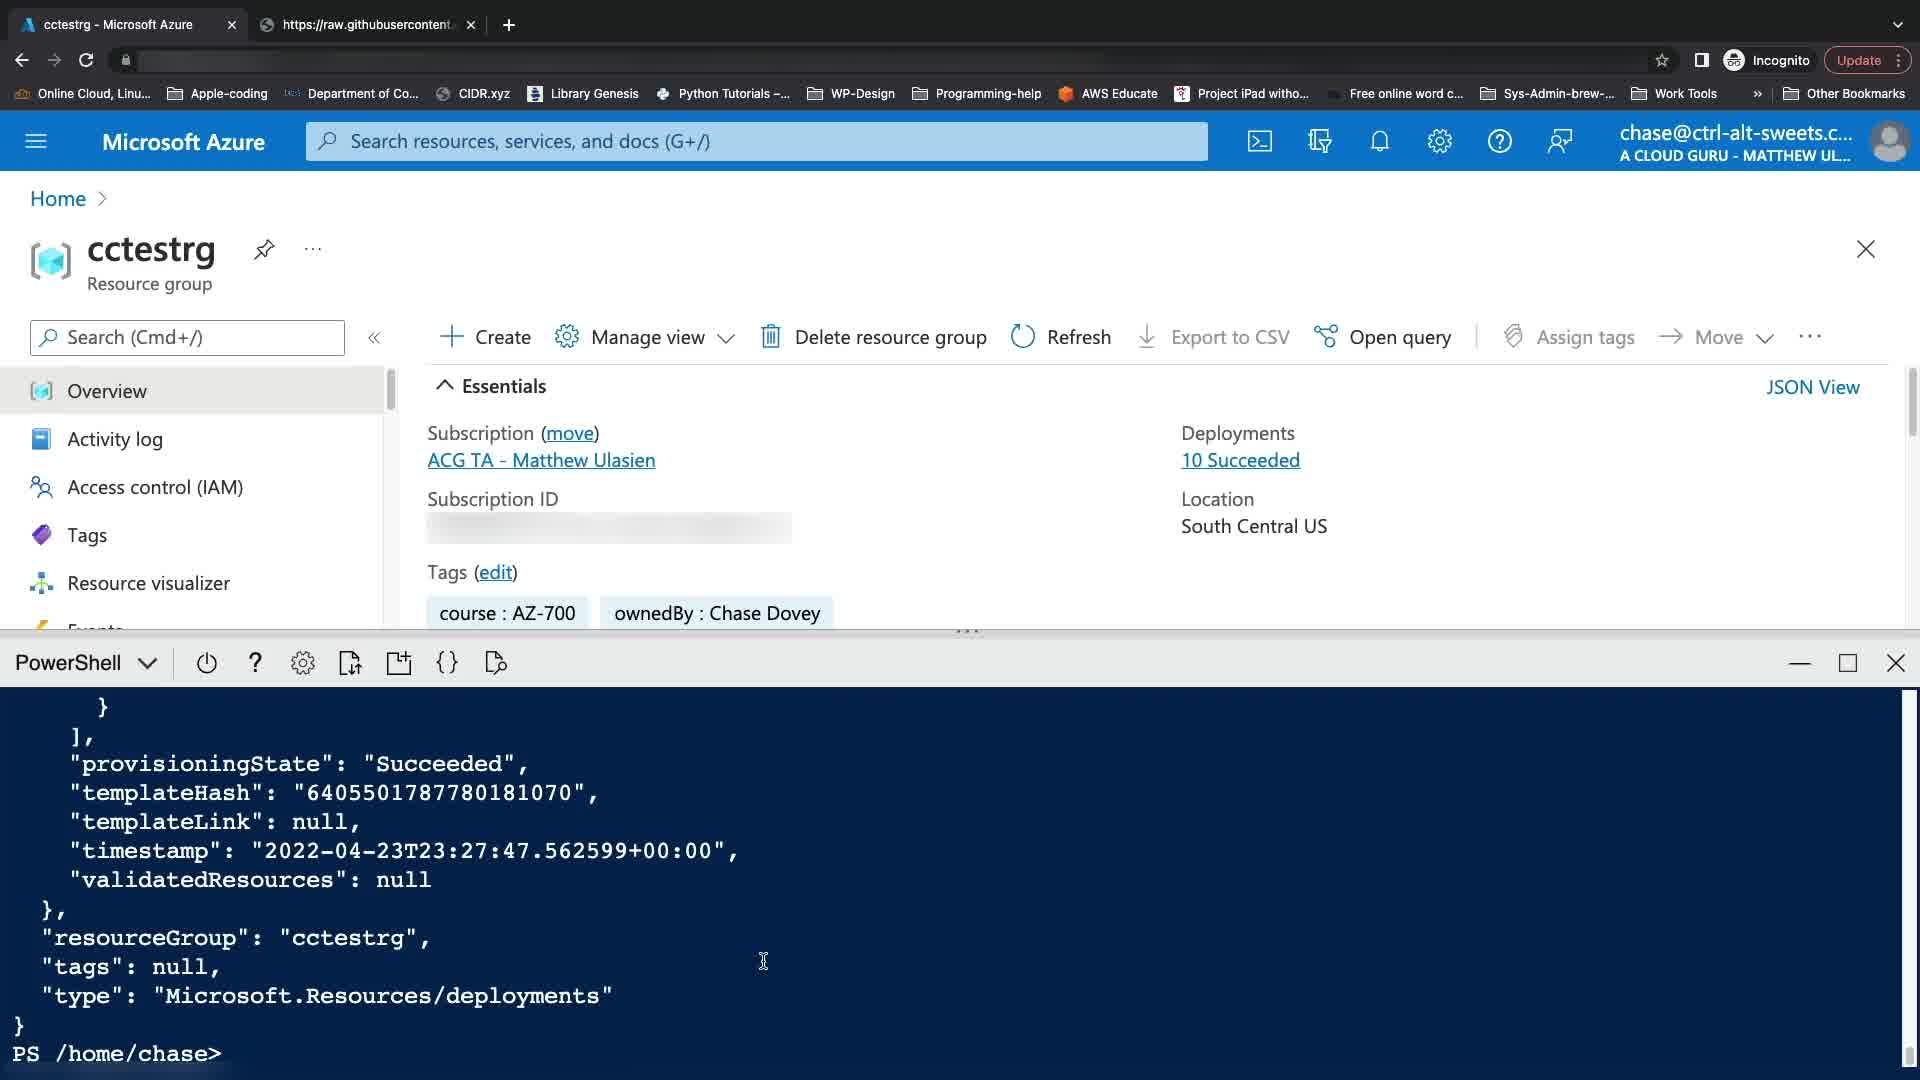 cctestrg - Microsoft Azure
https://raw.githubusercontent
Incognito
Update
Online Cloud, Linu...
Apple-coding
Department of Co...
CIDR.xyz
Library Genesis
Python Tutorials –...
WP-Design
Programming-help
AWS Educate
Project iPad witho...
Free online word c...
Sys-Admin-brew-...
Work Tools
»
Other Bookmarks
Microsoft Azure
Search resources, services, and docs (G+/)
chase@ctrl-alt-sweets.c...
A CLOUD GURU - MATTHEW UL...
Home
cctestrg
...
Resource group
Search (Cmd+/)
«
Create
Manage view
Delete resource group
Refresh
Export to CSV
Open query
Assign tags
Move
...
Overview
Activity log
Access control (IAM)
Tags
Resource visualizer
Events
Essentials
JSON View
Subscription (move)
ACG TA - Matthew Ulasien
Deployments
10 Succeeded
Subscription ID
Location
South Central US
Tags (edit)
course : AZ-700
ownedBy : Chase Dovey
PowerShell
}
],
"provisioningState": "Succeeded",
"templateHash": "6405501787780181070",
"templateLink": null,
"timestamp": "2022-04-23T23:27:47.562599+00:00",
"validatedResources": null
},
"resourceGroup": "cctestrg",
"tags": null,
"type": "Microsoft.Resources/deployments"
}
PS /home/chase>